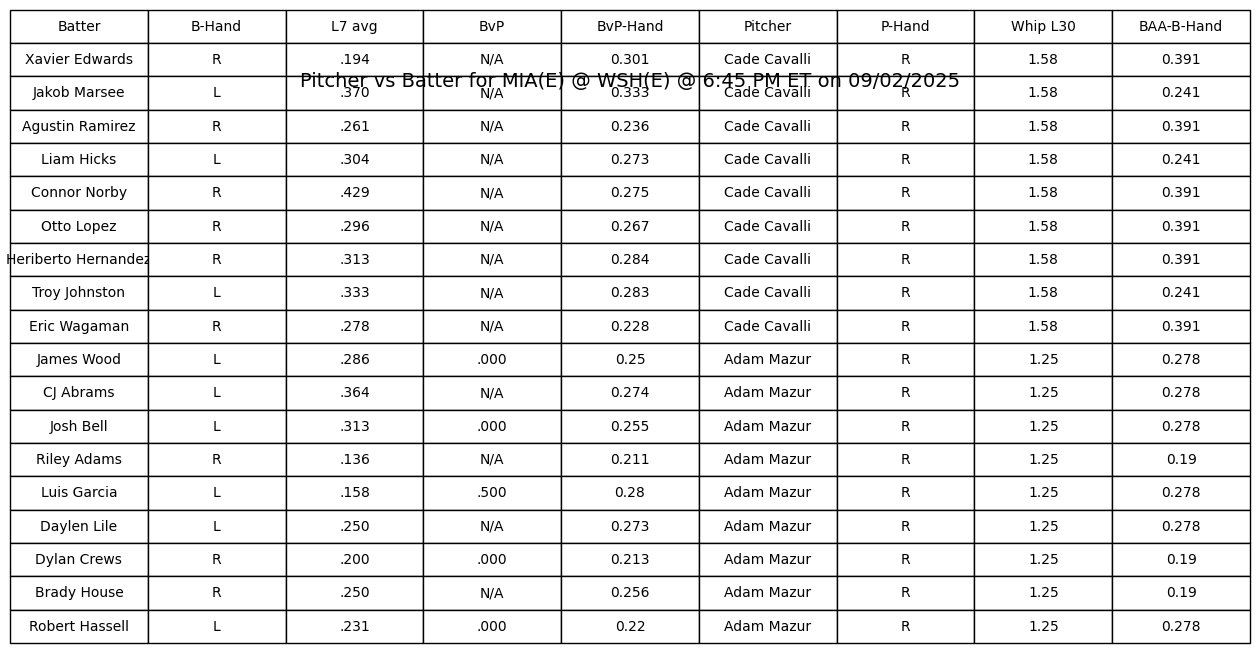 Batter B-Hand L7 avg BvP BvP-Hand Pitcher P-Hand Whip L30 BAA-B-Hand
Xavier Edwards R .194 N/A 0.301 Cade Cavalli R 1.58 0.391
Pitcher vs Batter for MIA(E) @ WSH(E) @ 6:45 PM ET on 09/02/2025
Jakob Marsee L .370 N/A 0.333 Cade Cavalli R 1.58 0.241
Agustin Ramirez R .261 N/A 0.236 Cade Cavalli R 1.58 0.391
Liam Hicks L .304 N/A 0.273 Cade Cavalli R 1.58 0.241
Connor Norby R .429 N/A 0.275 Cade Cavalli R 1.58 0.391
Otto Lopez R .296 N/A 0.267 Cade Cavalli R 1.58 0.391
Heriberto Hernandez R .313 N/A 0.284 Cade Cavalli R 1.58 0.391
Troy Johnston L .333 N/A 0.283 Cade Cavalli R 1.58 0.241
Eric Wagaman R .278 N/A 0.228 Cade Cavalli R 1.58 0.391
James Wood L .286 .000 0.25 Adam Mazur R 1.25 0.278
CJ Abrams L .364 N/A 0.274 Adam Mazur R 1.25 0.278
Josh Bell L .313 .000 0.255 Adam Mazur R 1.25 0.278
Riley Adams R .136 N/A 0.211 Adam Mazur R 1.25 0.19
Luis Garcia L .158 .500 0.28 Adam Mazur R 1.25 0.278
Daylen Lile L .250 N/A 0.273 Adam Mazur R 1.25 0.278
Dylan Crews R .200 .000 0.213 Adam Mazur R 1.25 0.19
Brady House R .250 N/A 0.256 Adam Mazur R 1.25 0.19
Robert Hassell L .231 .000 0.22 Adam Mazur R 1.25 0.278